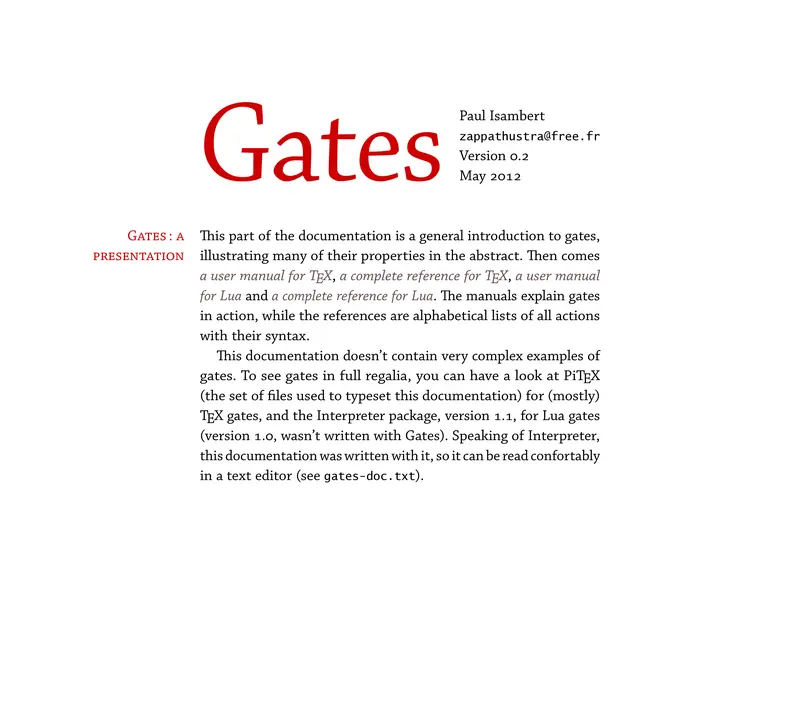 Gates
Paul Isambert
zappathustra@free.fr
Version 0.2
May 2012
Gates : a
presentation
This part of the documentation is a general introduction to gates,
illustrating many of their properties in the abstract. Then comes
a user manual for TEX, a complete reference for TEX, a user manual
for Lua and a complete reference for Lua. The manuals explain gates
in action, while the references are alphabetical lists of all actions
with their syntax.
This documentation doesn’t contain very complex examples of
gates. To see gates in full regalia, you can have a look at PiTEX
(the set of files used to typeset this documentation) for (mostly)
TEX gates, and the Interpreter package, version 1.1, for Lua gates
(version 1.0, wasn’t written with Gates). Speaking of Interpreter,
this documentation was written with it, so it can be read confortably
in a text editor (see gates-doc.txt).